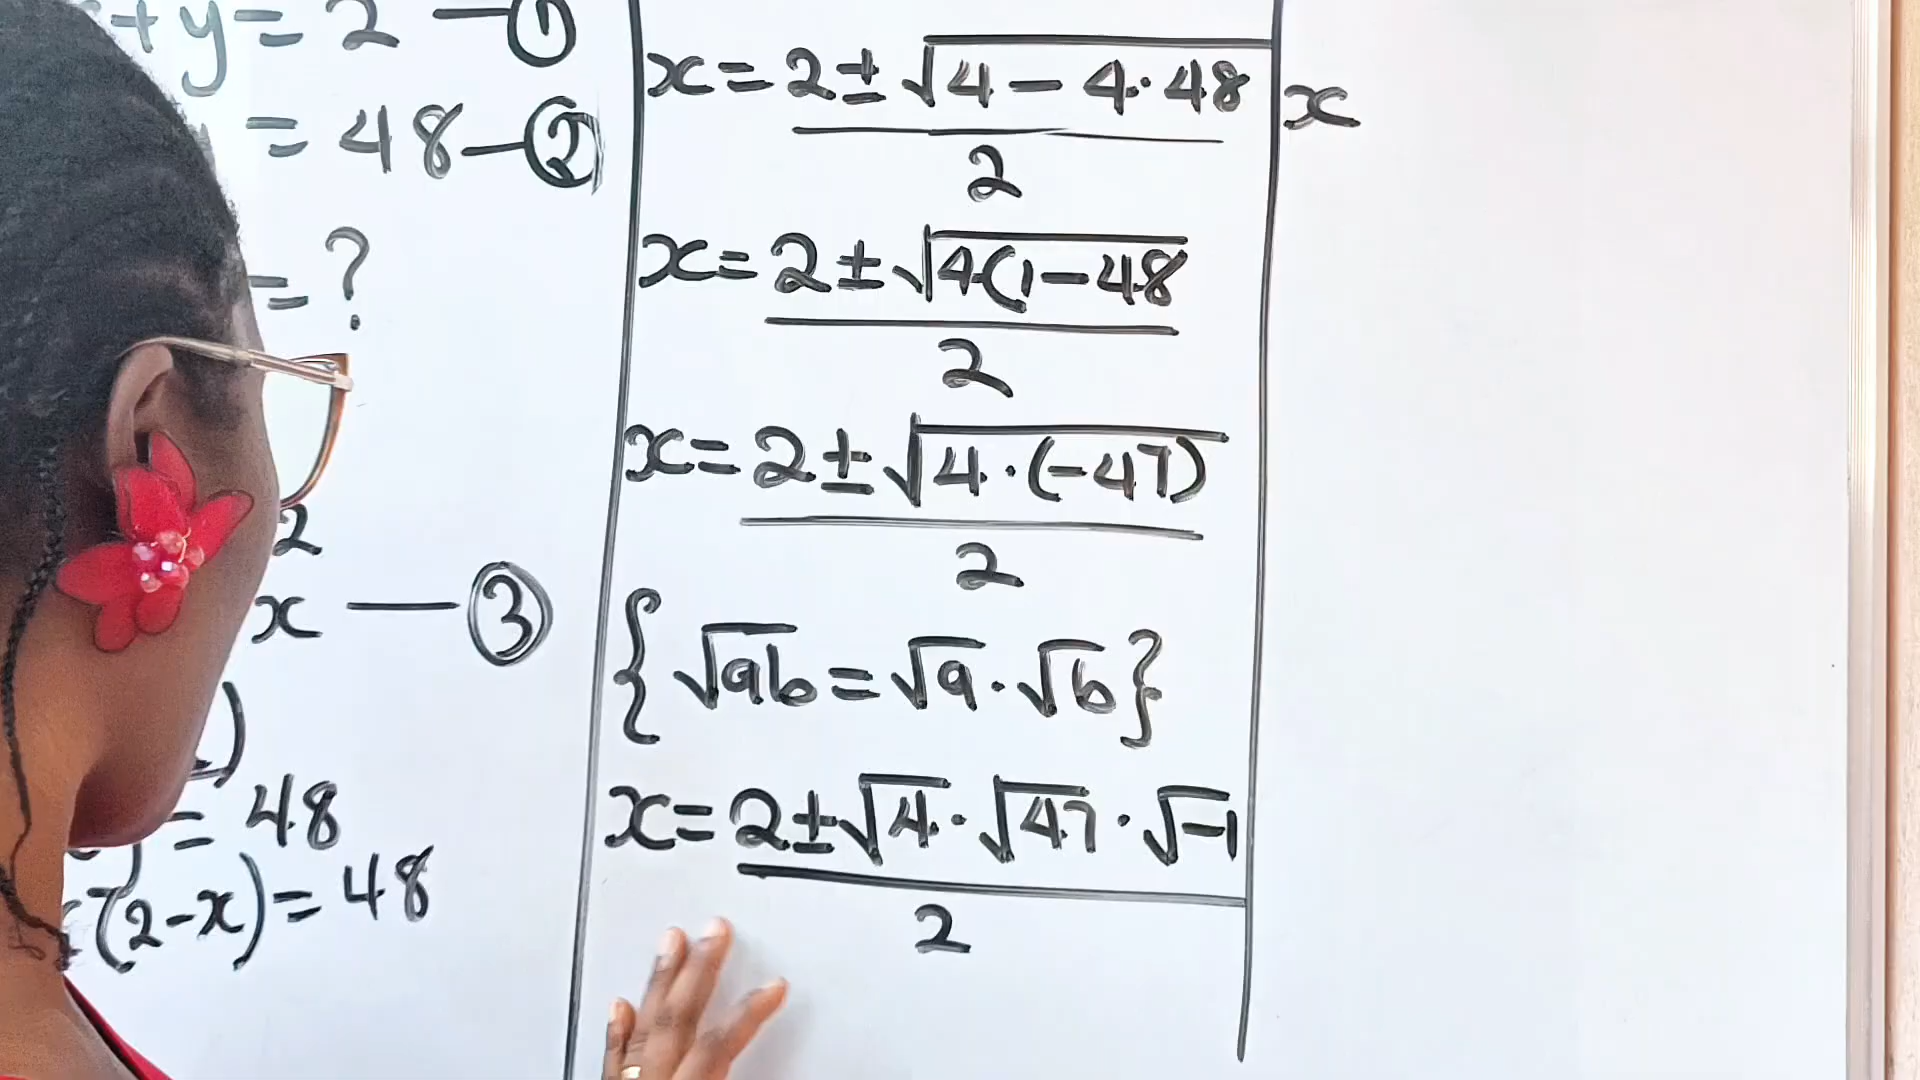 x+y=2 —①
=48—②
=?
2
x —③
)
y=48
x(2-x)=48
x=2±√4-4·48
2
x=2±√4(1-48
2
x=2±√4·(-47)
2
{√ab=√a·√b}
x=2±√4·√47·√-1
2
x